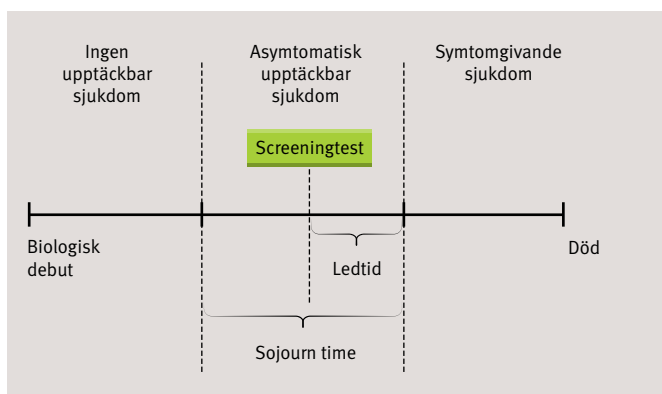 Ingen
upptäckbar
sjukdom
Asymtomatisk
upptäckbar
sjukdom
Symtomgivande
sjukdom
Screeningtest
Biologisk
debut
Död
Ledtid
Sojourn time